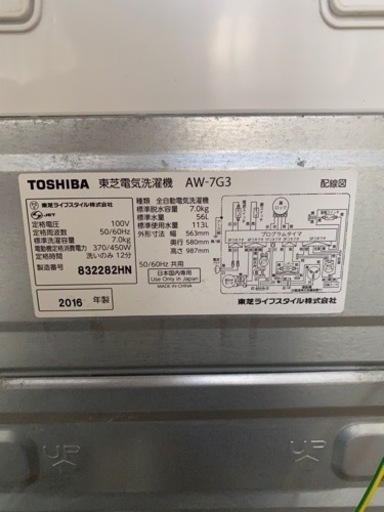 TOSHIBA 東芝電気洗濯機 AW-7G3
配線図
東芝ライフスタイル株式会社
JET
定格電圧 100V
定格周波数 50/60Hz
標準洗濯容量 7.0kg
電動機定格消費電力 370/450W
定格時間 洗いのみ 12分
製造番号 832282HN
2016 年製
種類 全自動電気洗濯機
標準脱水容量 7.0kg
標準水量 56L
標準使用水量 113L
外形寸法 幅 563mm
奥行 580mm
高さ 987mm
50/60Hz 共用
日本国内専用
Use Only in Japan
MADE IN JAPAN
プログラムタイマ
東芝ライフスタイル株式会社
UP
UP